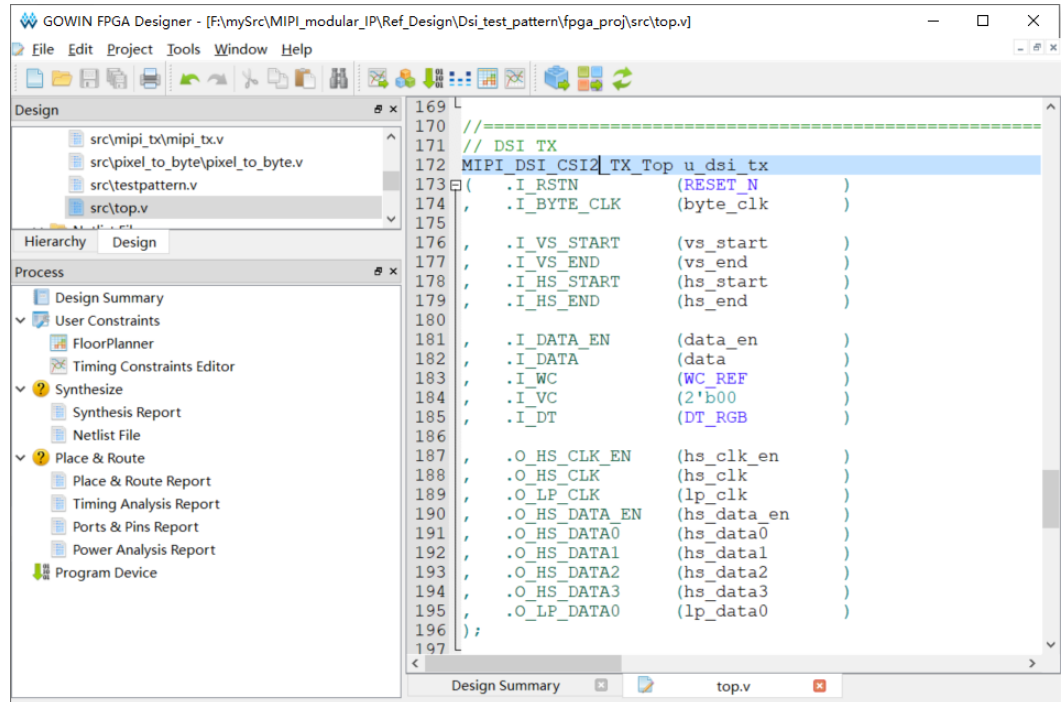 GOWIN FPGA Designer - [F:\mySrc\MIPI_modular_IP\Ref_Design\Dsi_test_pattern\fpga_proj\src\top.v]
File Edit Project Tools Window Help
Design
src\mipi_tx\mipi_tx.v
src\pixel_to_byte\pixel_to_byte.v
src\testpattern.v
src\top.v
Hierarchy Design
Process
Design Summary
User Constraints
FloorPlanner
Timing Constraints Editor
Synthesize
Synthesis Report
Netlist File
Place & Route
Place & Route Report
Timing Analysis Report
Ports & Pins Report
Power Analysis Report
Program Device
169
170 //====================================================
171 // DSI TX
172 MIPI_DSI_CSI2_TX_Top u_dsi_tx
173 ( .I_RSTN (RESET_N )
174 , .I_BYTE_CLK (byte_clk )
175
176 , .I_VS_START (vs_start )
177 , .I_VS_END (vs_end )
178 , .I_HS_START (hs_start )
179 , .I_HS_END (hs_end )
180
181 , .I_DATA_EN (data_en )
182 , .I_DATA (data )
183 , .I_WC (WC_REF )
184 , .I_VC (2'b00 )
185 , .I_DT (DT_RGB )
186
187 , .O_HS_CLK_EN (hs_clk_en )
188 , .O_HS_CLK (hs_clk )
189 , .O_LP_CLK (lp_clk )
190 , .O_HS_DATA_EN (hs_data_en )
191 , .O_HS_DATA0 (hs_data0 )
192 , .O_HS_DATA1 (hs_data1 )
193 , .O_HS_DATA2 (hs_data2 )
194 , .O_HS_DATA3 (hs_data3 )
195 , .O_LP_DATA0 (lp_data0 )
196 );
197
Design Summary top.v